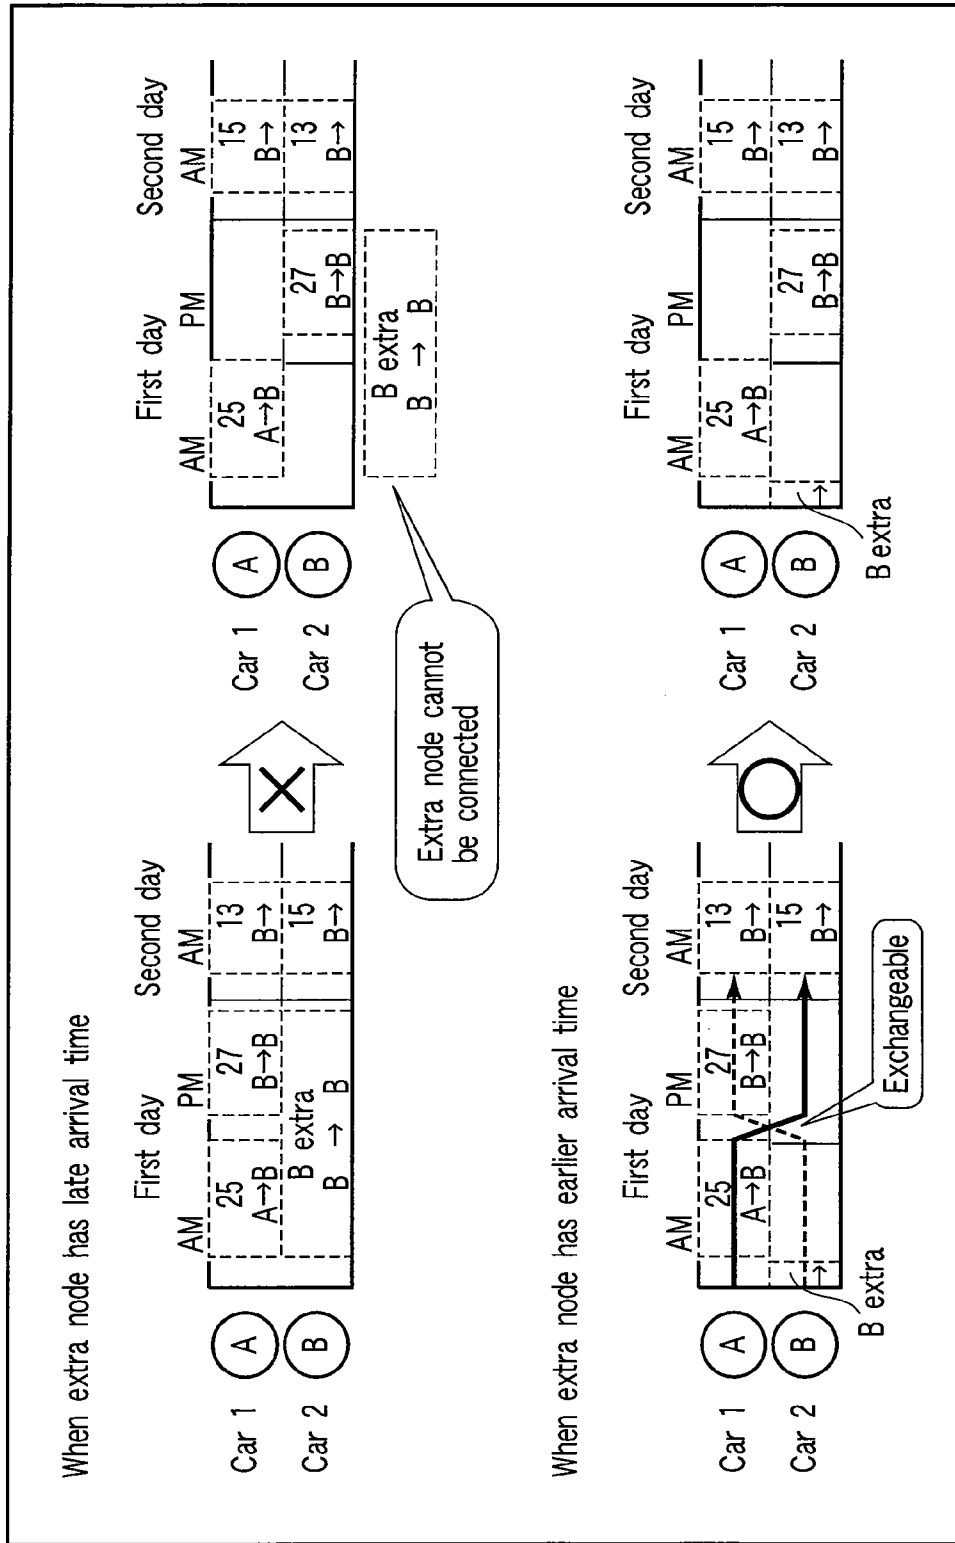 When extra node has late arrival time
First day
Second day
AM
PM
AM
Car 1
A
25
A→B
27
B→B
13
B→
Car 2
B
B extra
B → B
15
B→
First day
Second day
AM
PM
AM
Car 1
A
25
A→B
15
B→
Car 2
B
27
B→B
13
B→
B extra
B → B
Extra node cannot
be connected
When extra node has earlier arrival time
First day
Second day
AM
PM
AM
Car 1
A
25
A→B
27
B→B
13
B→
Car 2
B
→
15
B→
B extra
Exchangeable
First day
Second day
AM
PM
AM
Car 1
A
25
A→B
15
B→
Car 2
B
→
27
B→B
13
B→
B extra